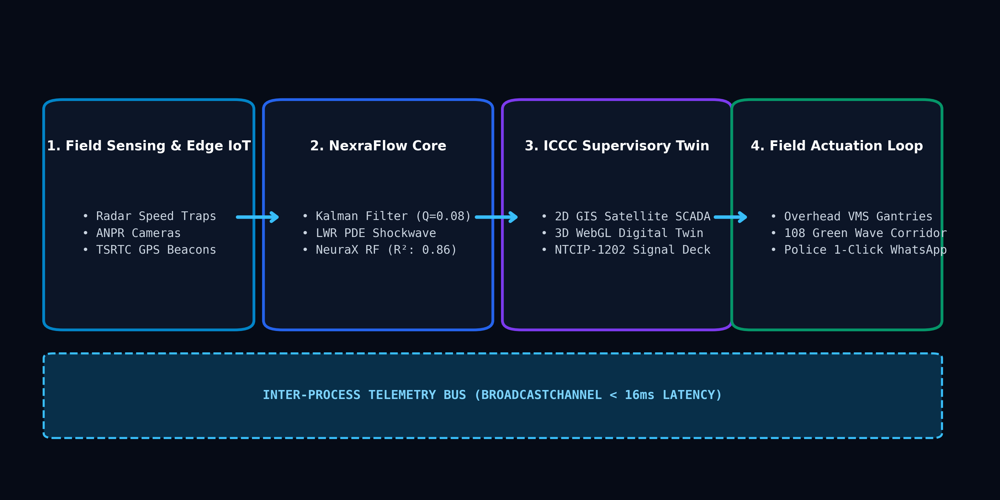 1. Field Sensing & Edge IoT
• Radar Speed Traps
• ANPR Cameras
• TSRTC GPS Beacons
2. NexraFlow Core
• Kalman Filter (Q=0.08)
• LWR PDE Shockwave
• NeuraX RF (R²: 0.86)
3. ICCC Supervisory Twin
• 2D GIS Satellite SCADA
• 3D WebGL Digital Twin
• NTCIP-1202 Signal Deck
4. Field Actuation Loop
• Overhead VMS Gantries
• 108 Green Wave Corridor
• Police 1-Click WhatsApp
INTER-PROCESS TELEMETRY BUS (BROADCASTCHANNEL < 16ms LATENCY)